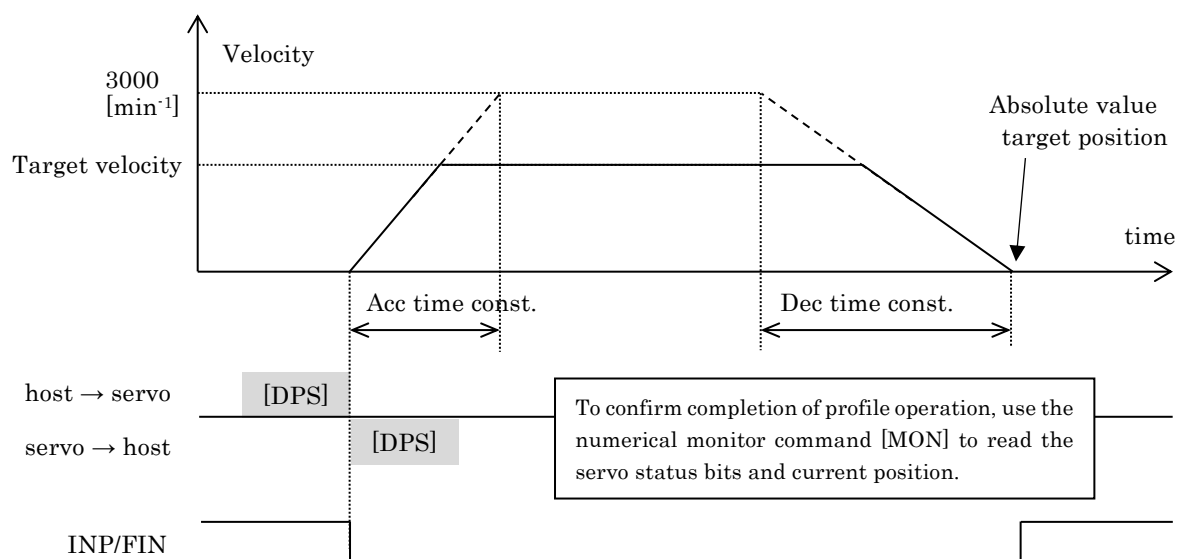 Velocity
3000
[min-1]
Absolute value
target position
Target velocity
time
Acc time const.
Dec time const.
host → servo
[DPS]
To confirm completion of profile operation, use the
numerical monitor command [MON] to read the
servo status bits and current position.
servo → host
[DPS]
INP/FIN